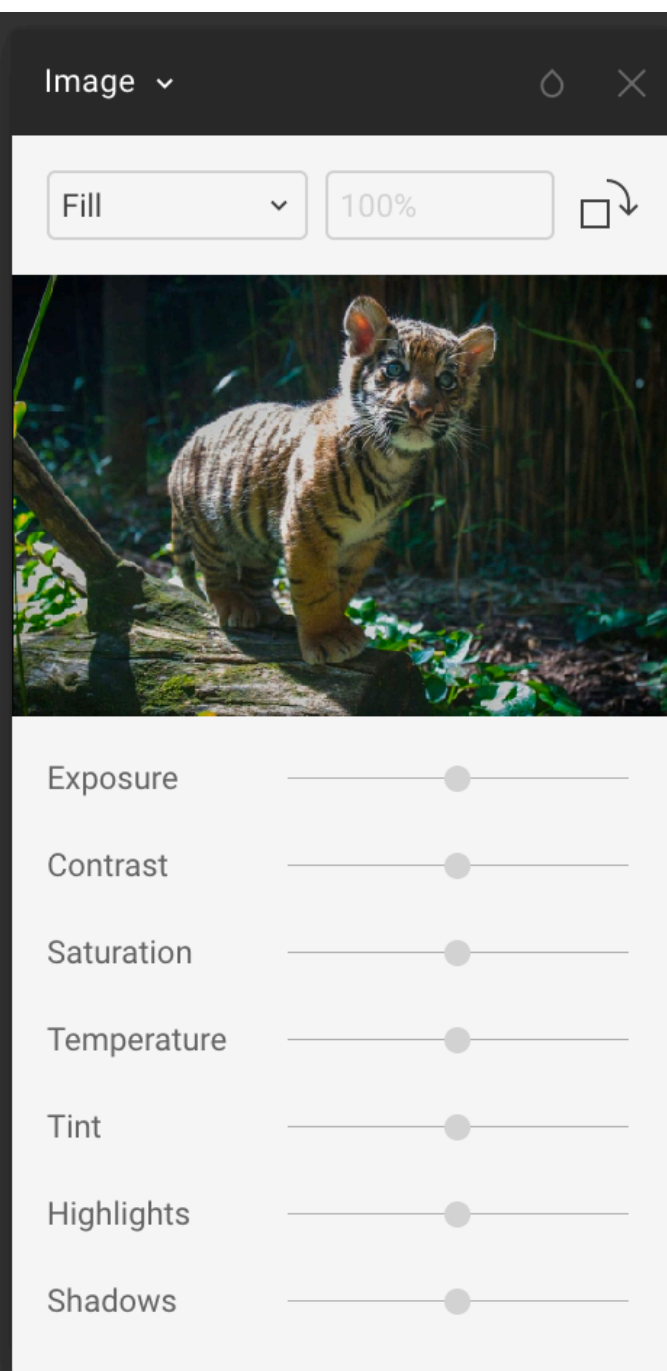 Image
Fill
100%
Exposure
Contrast
Saturation
Temperature
Tint
Highlights
Shadows